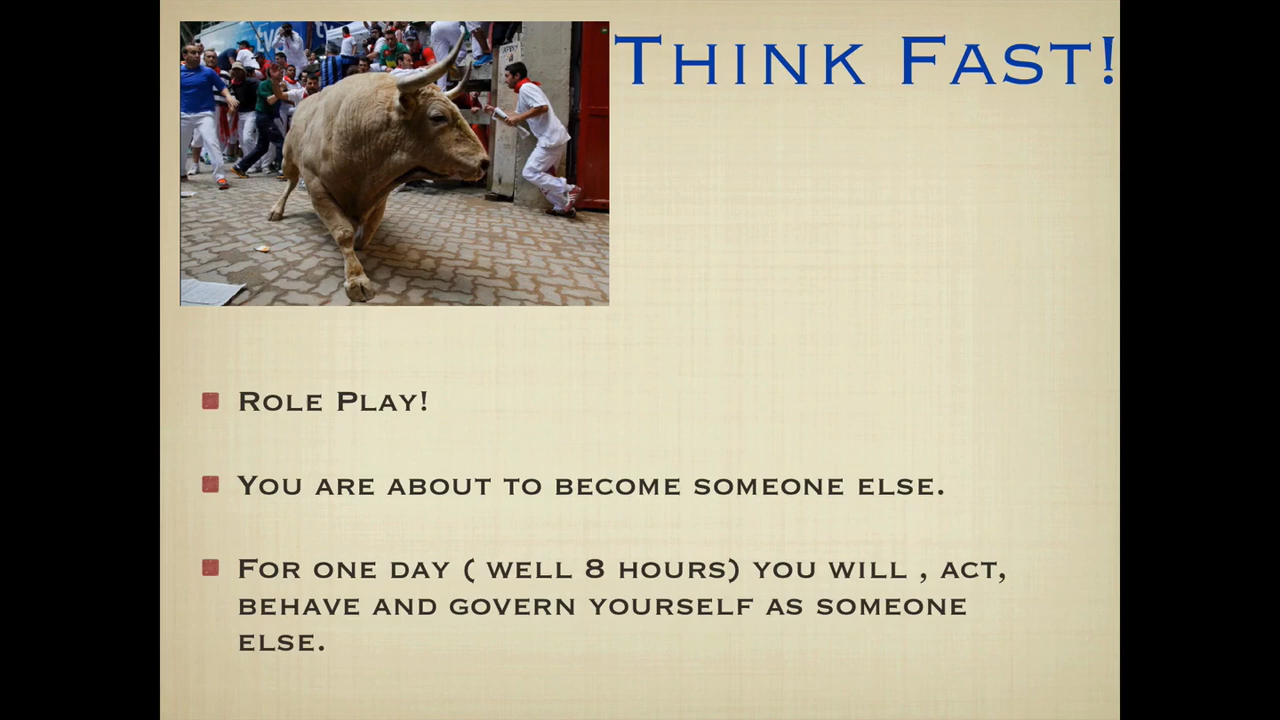 Think Fast!
Role Play!
You are about to become someone else.
For one day ( well 8 hours) you will , act,
behave and govern yourself as someone
else.